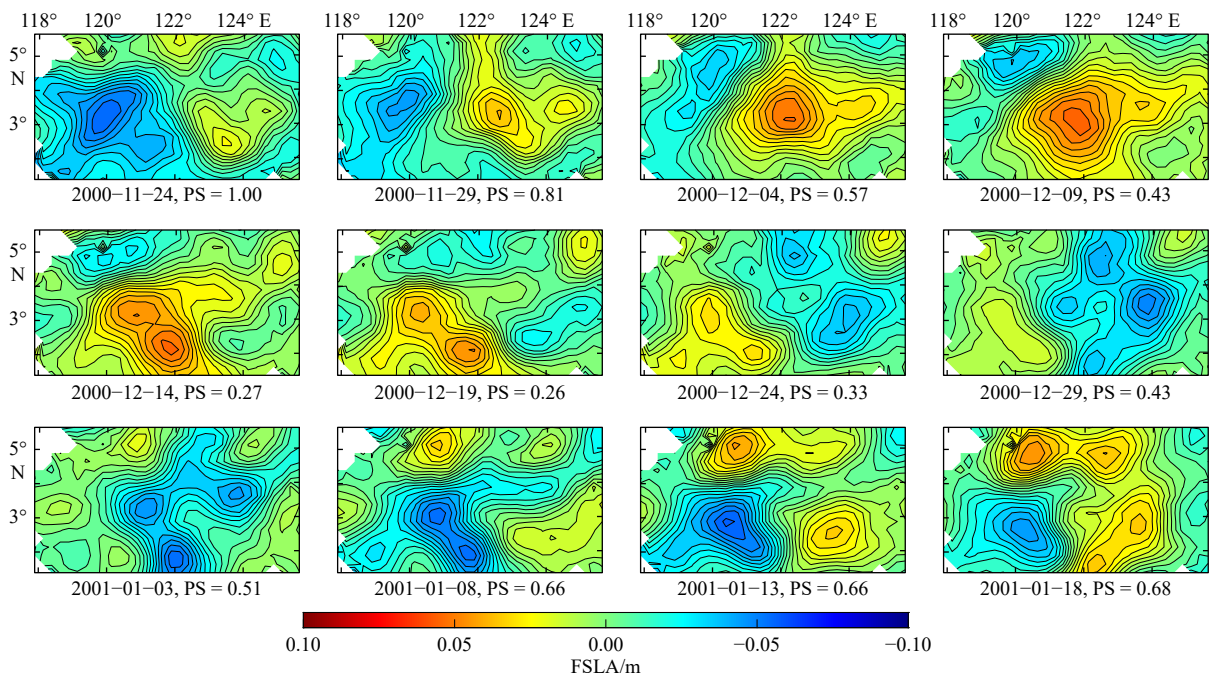 118° 120° 122° 124° E 118° 120° 122° 124° E 118° 120° 122° 124° E 118° 120° 122° 124° E
5°
N
3°
2000−11−24, PS = 1.00 2000−11−29, PS = 0.81 2000−12−04, PS = 0.57 2000−12−09, PS = 0.43
5°
N
3°
2000−12−14, PS = 0.27 2000−12−19, PS = 0.26 2000−12−24, PS = 0.33 2000−12−29, PS = 0.43
5°
N
3°
2001−01−03, PS = 0.51 2001−01−08, PS = 0.66 2001−01−13, PS = 0.66 2001−01−18, PS = 0.68
0.10 0.05 0.00 −0.05 −0.10
FSLA/m